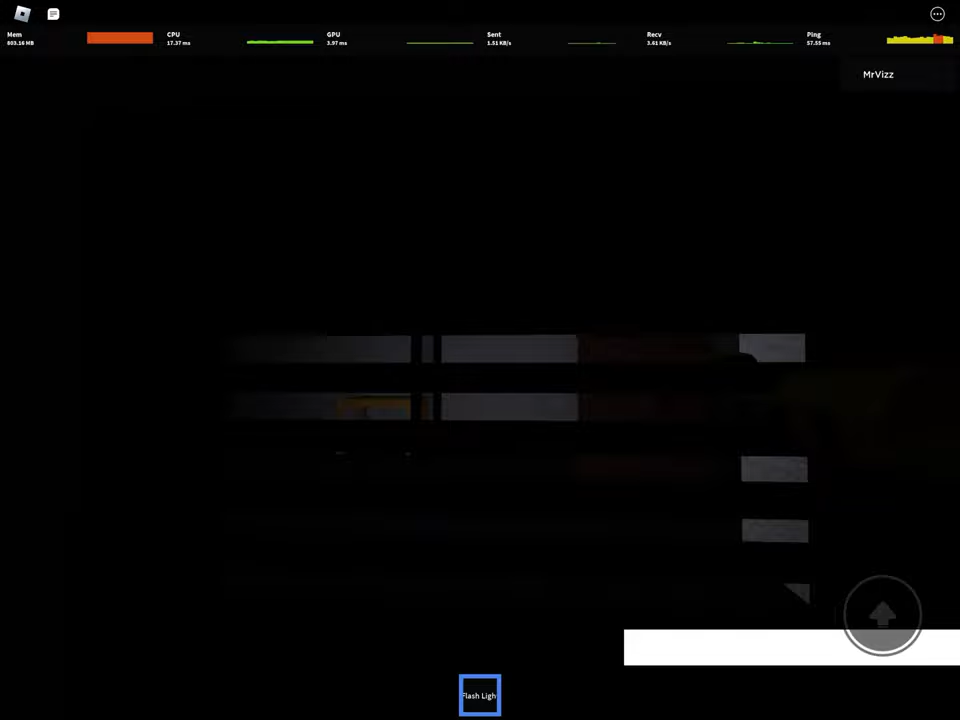 Mem
803.16 MB
CPU
17.37 ms
GPU
3.97 ms
Sent
1.51 KB/s
Recv
3.61 KB/s
Ping
57.55 ms
MrVizz
Flash Ligh